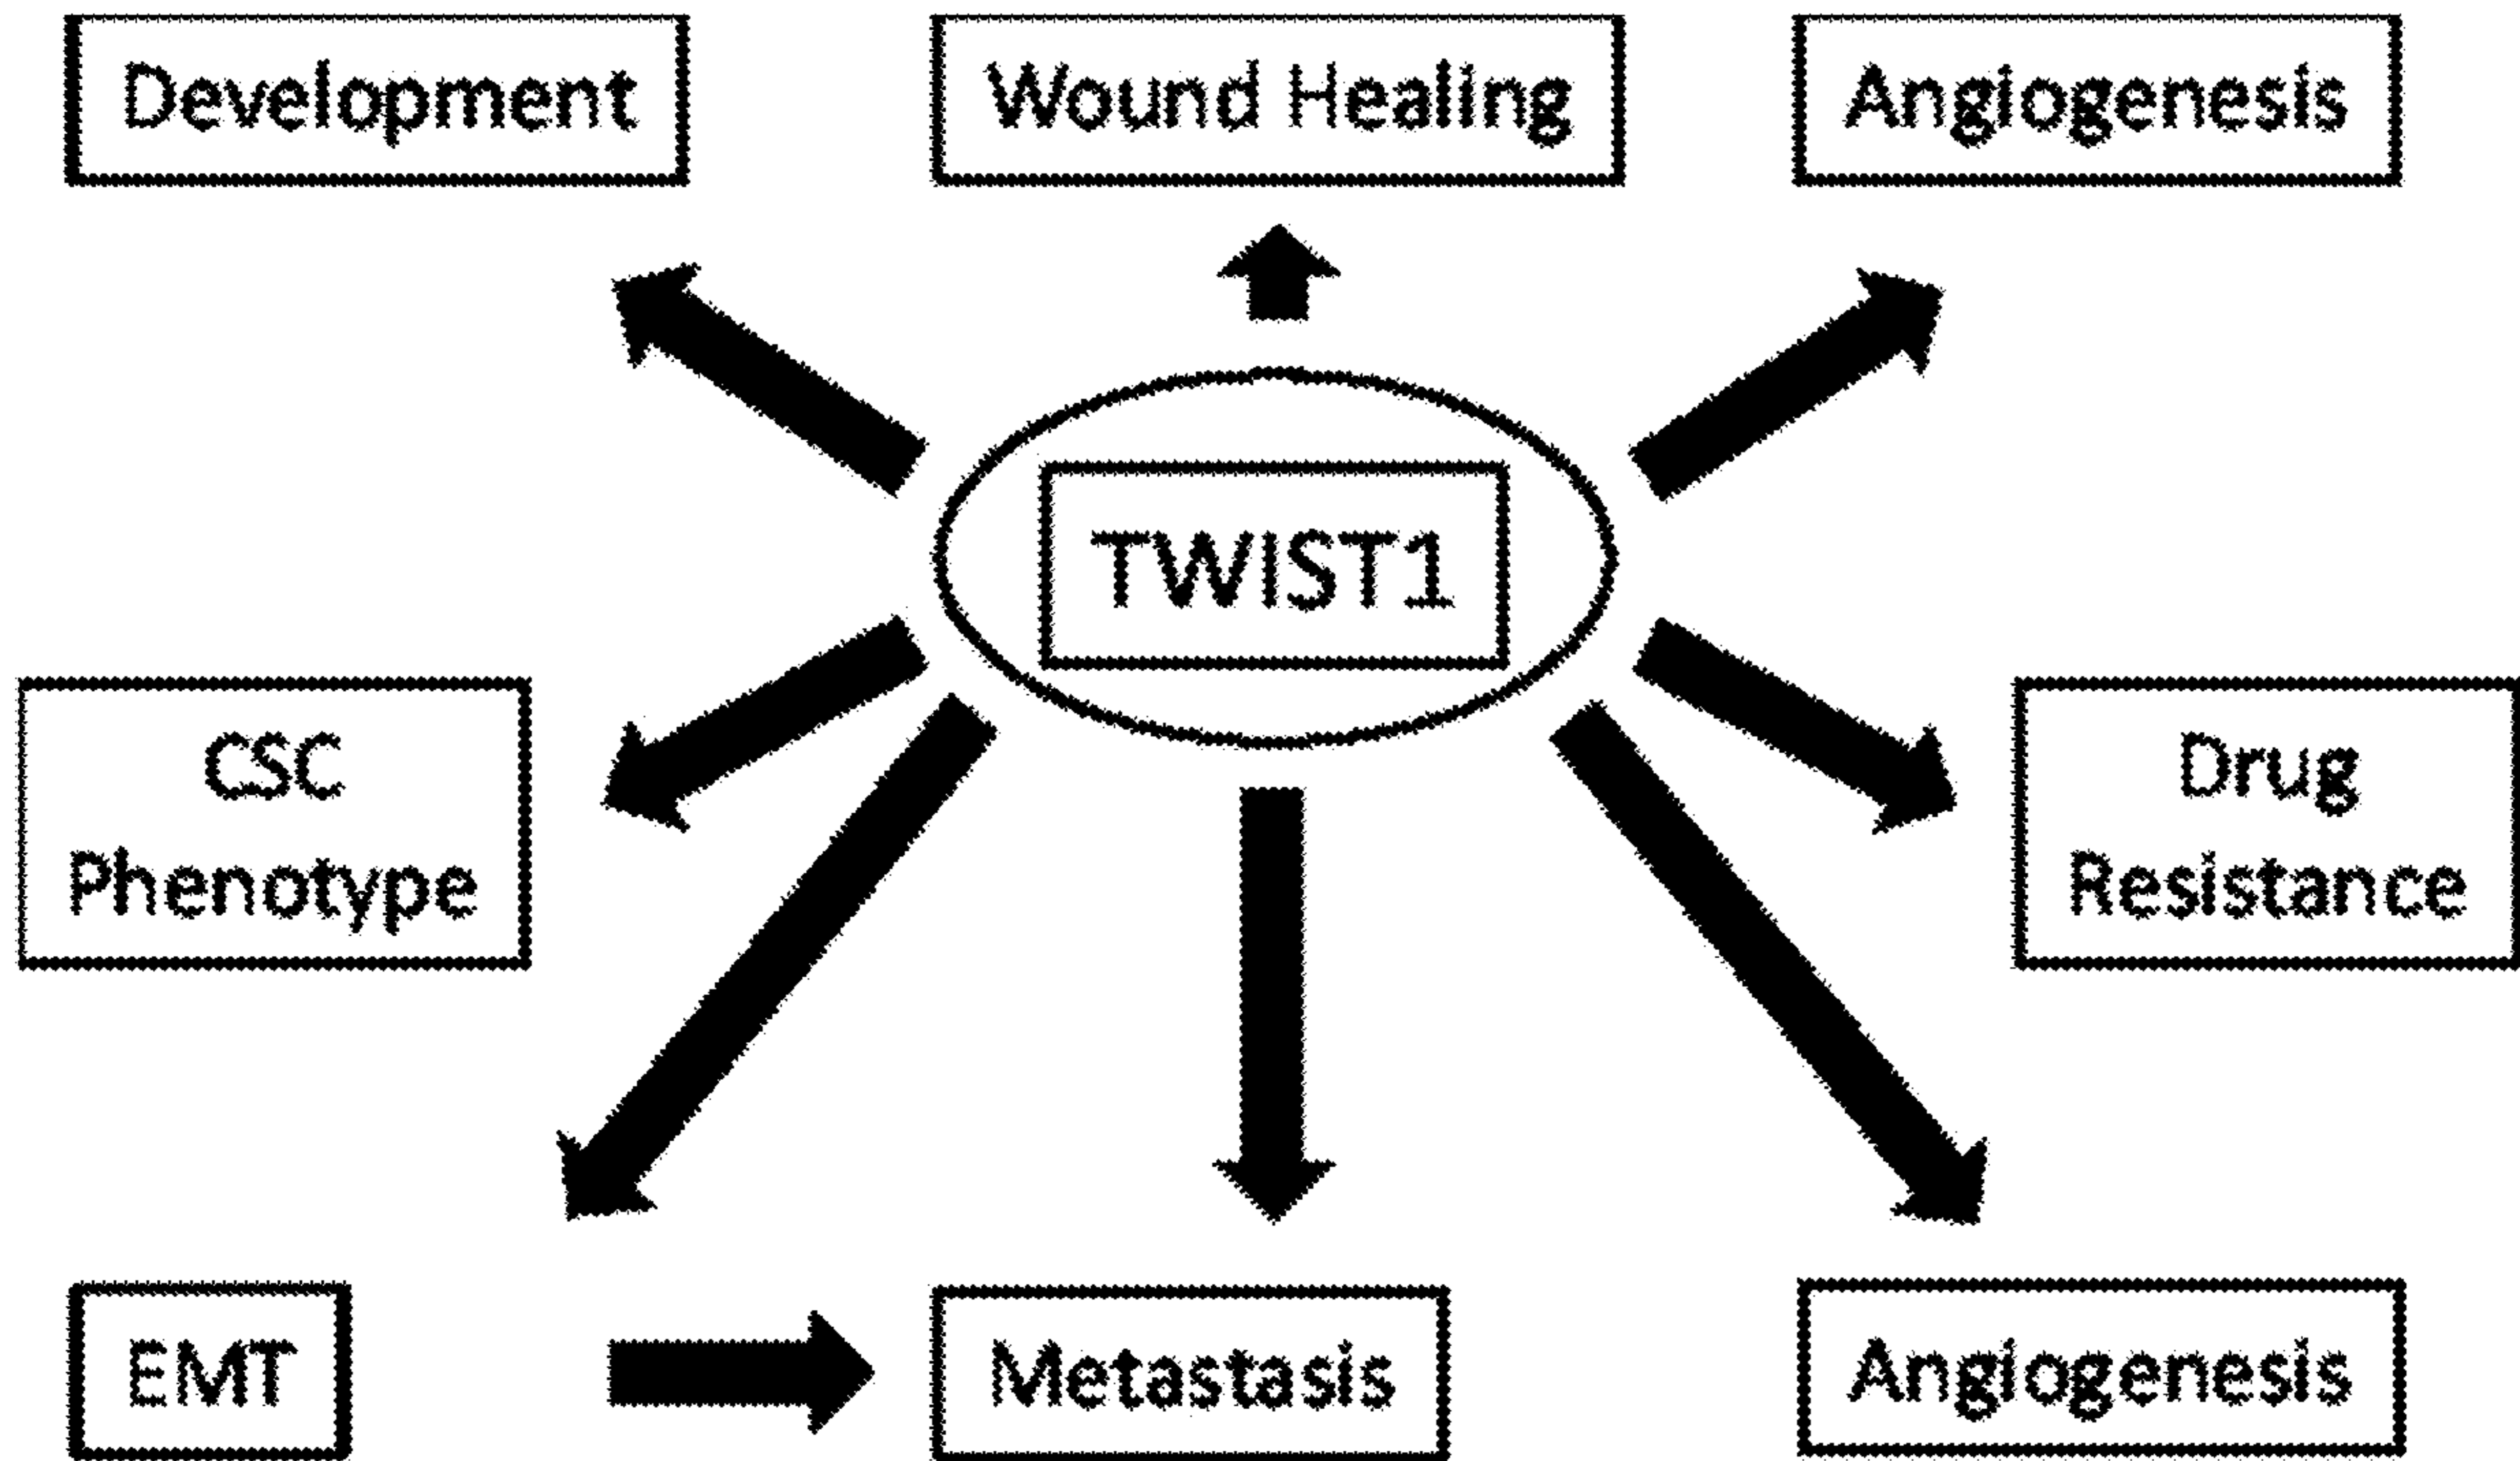 Development
Wound Healing
Angiogenesis
TWIST1
CSC
Phenotype
Drug
Resistance
EMT
Metastasis
Angiogenesis